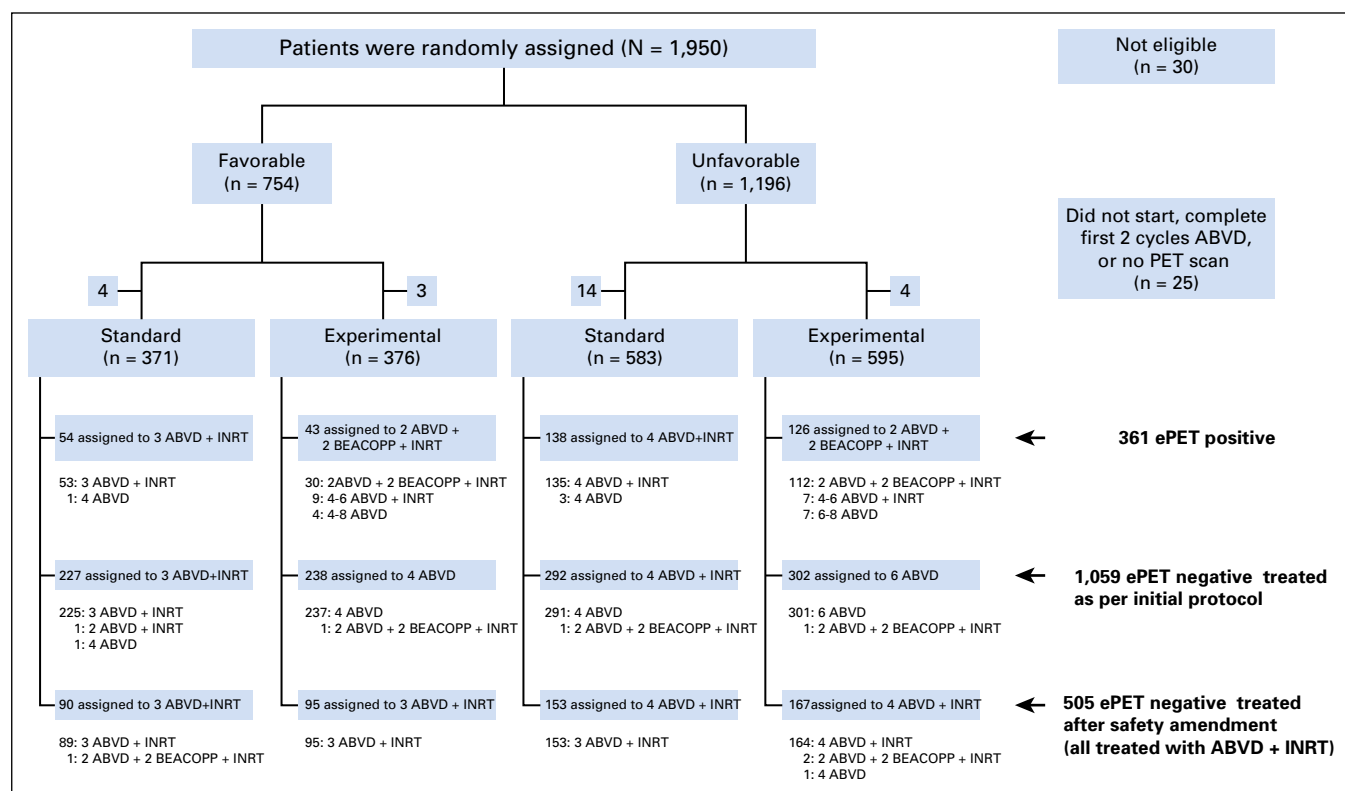 Patients were randomly assigned (N = 1,950)
Not eligible
(n = 30)
Favorable
(n = 754)
Unfavorable
(n = 1,196)
Did not start, complete
first 2 cycles ABVD,
or no PET scan
(n = 25)
4
3
14
4
Standard
(n = 371)
Experimental
(n = 376)
Standard
(n = 583)
Experimental
(n = 595)
54 assigned to 3 ABVD + INRT
43 assigned to 2 ABVD +
2 BEACOPP + INRT
138 assigned to 4 ABVD+INRT
126 assigned to 2 ABVD +
2 BEACOPP + INRT
361 ePET positive
53: 3 ABVD + INRT
1: 4 ABVD
30: 2ABVD + 2 BEACOPP + INRT
9: 4-6 ABVD + INRT
4: 4-8 ABVD
135: 4 ABVD + INRT
3: 4 ABVD
112: 2 ABVD + 2 BEACOPP + INRT
7: 4-6 ABVD + INRT
7: 6-8 ABVD
227 assigned to 3 ABVD+INRT
238 assigned to 4 ABVD
292 assigned to 4 ABVD + INRT
302 assigned to 6 ABVD
1,059 ePET negative treated
as per initial protocol
225: 3 ABVD + INRT
1: 2 ABVD + INRT
1: 4 ABVD
237: 4 ABVD
1: 2 ABVD + 2 BEACOPP + INRT
291: 4 ABVD
1: 2 ABVD + 2 BEACOPP + INRT
301: 6 ABVD
1: 2 ABVD + 2 BEACOPP + INRT
90 assigned to 3 ABVD+INRT
95 assigned to 3 ABVD + INRT
153 assigned to 4 ABVD + INRT
167assigned to 4 ABVD + INRT
505 ePET negative treated
after safety amendment
(all treated with ABVD + INRT)
89: 3 ABVD + INRT
1: 2 ABVD + 2 BEACOPP + INRT
95: 3 ABVD + INRT
153: 3 ABVD + INRT
164: 4 ABVD + INRT
2: 2 ABVD + 2 BEACOPP + INRT
1: 4 ABVD